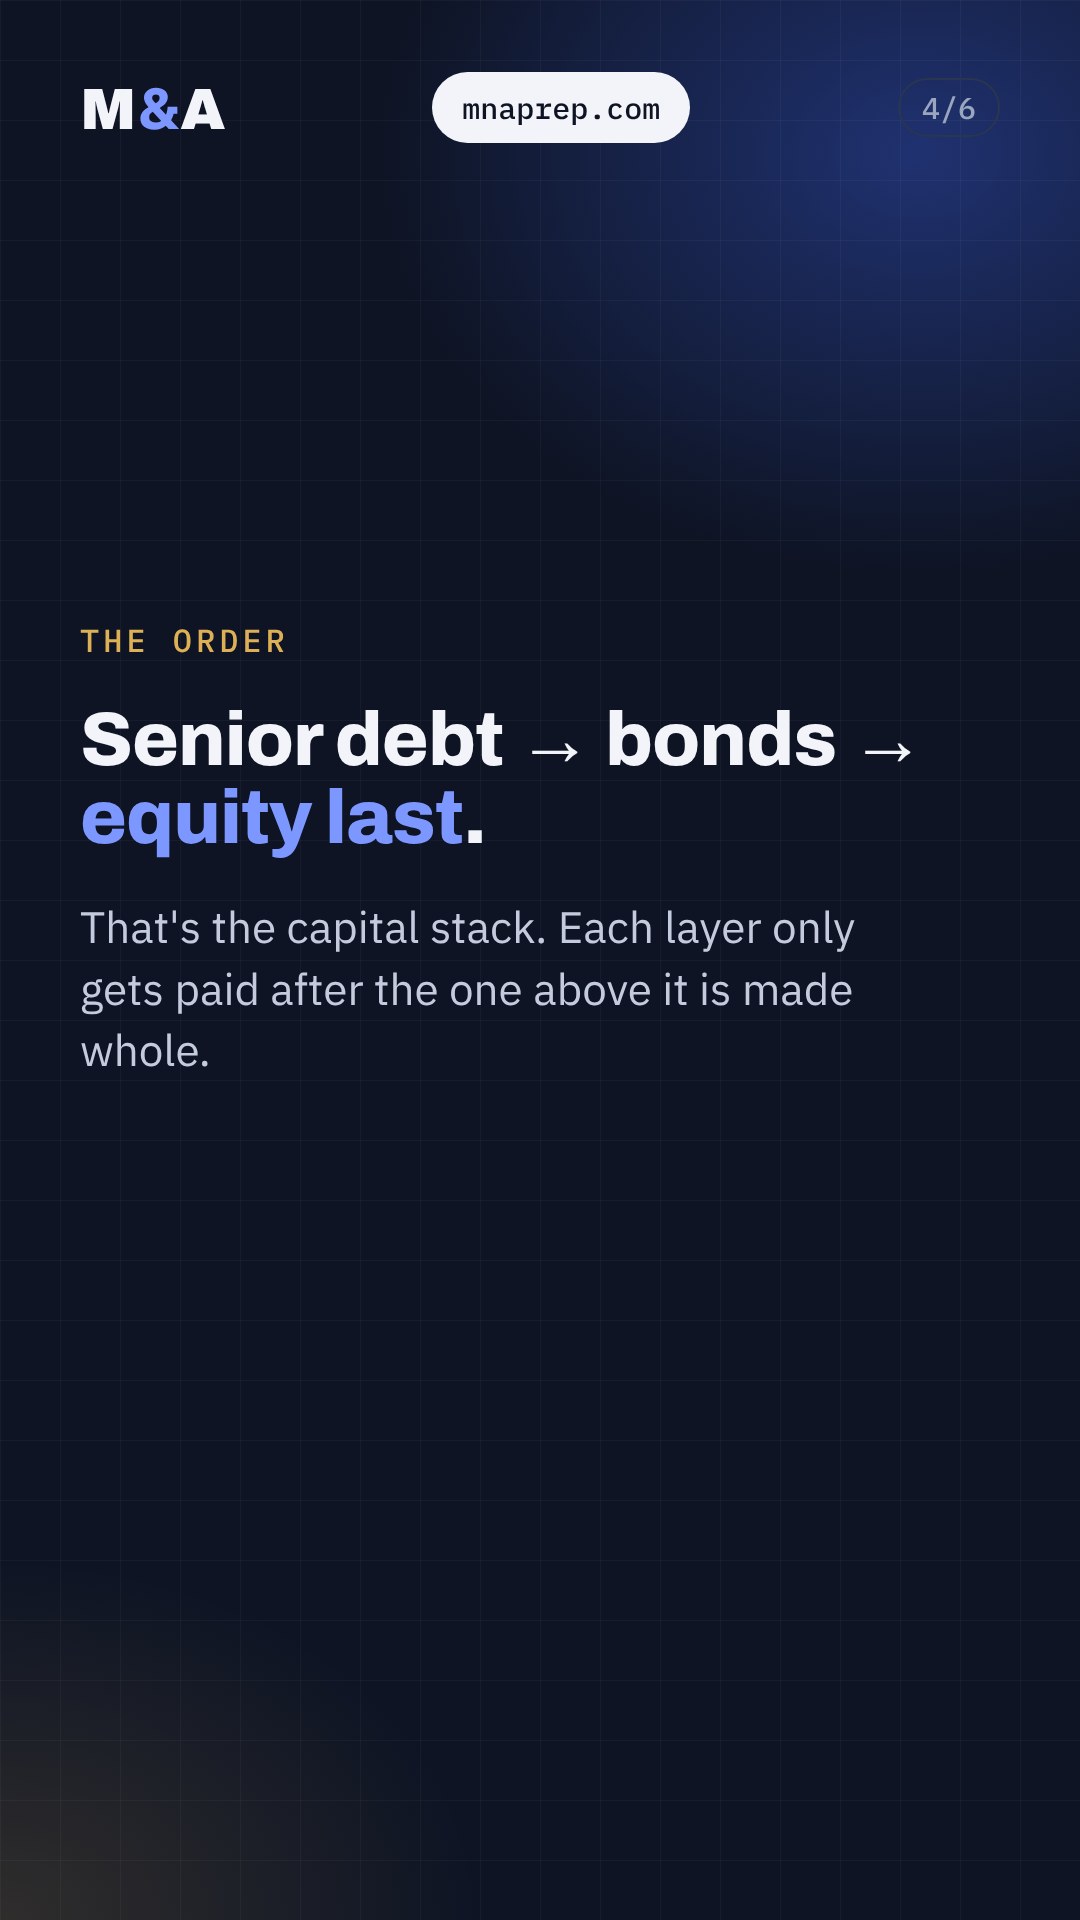 M&A
mnaprep.com
4/6
THE ORDER
Senior debt → bonds →
equity last.
That's the capital stack. Each layer only
gets paid after the one above it is made
whole.